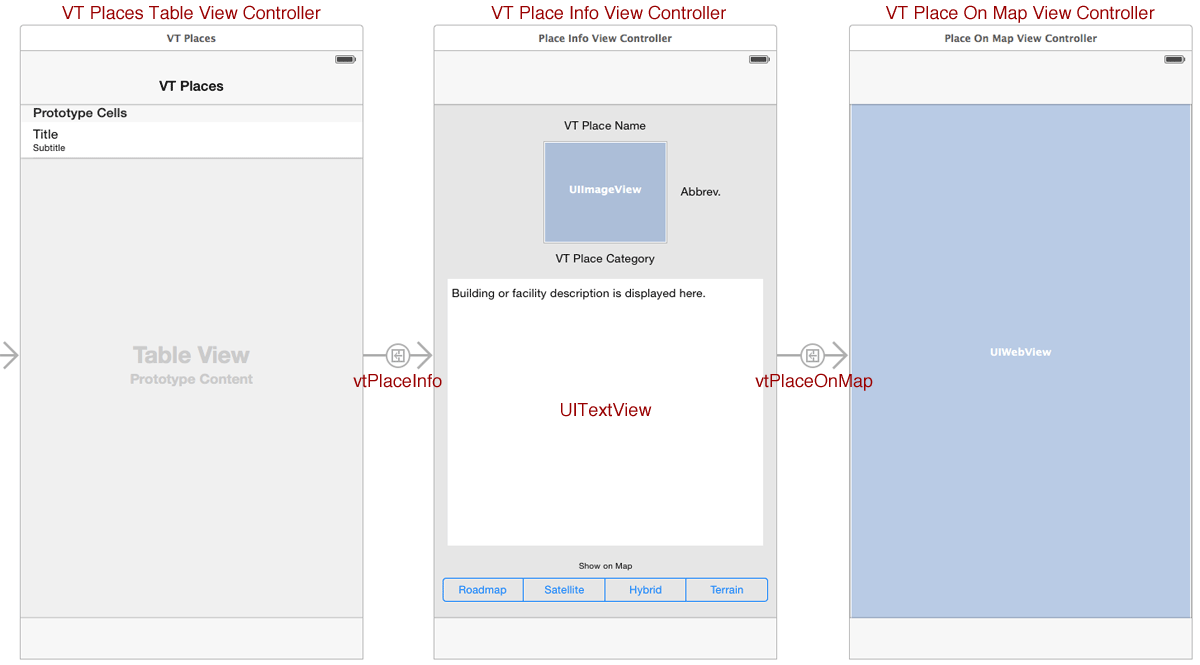 VT Places Table View Controller
VT Places
VT Places
Prototype Cells
Title
Subtitle
Table View
Prototype Content
vtPlaceInfo
VT Place Info View Controller
Place Info View Controller
VT Place Name
UIImageView
Abbrev.
VT Place Category
Building or facility description is displayed here.
UITextView
Show on Map
Roadmap Satellite Hybrid Terrain
vtPlaceOnMap
VT Place On Map View Controller
Place On Map View Controller
UIWebView